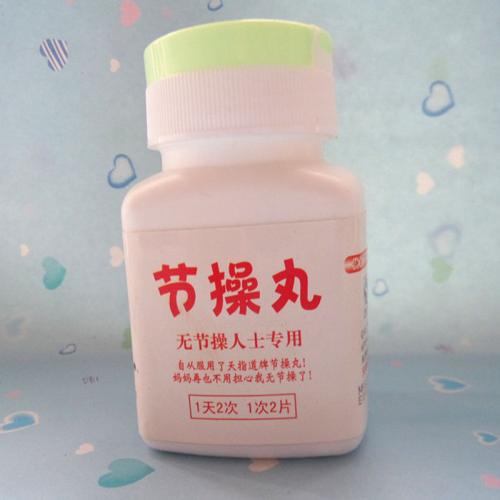 节操丸
无节操人士专用
自从服用了天指道牌节操丸！
妈妈再也不用担心我无节操了！
1天2次 1次2片